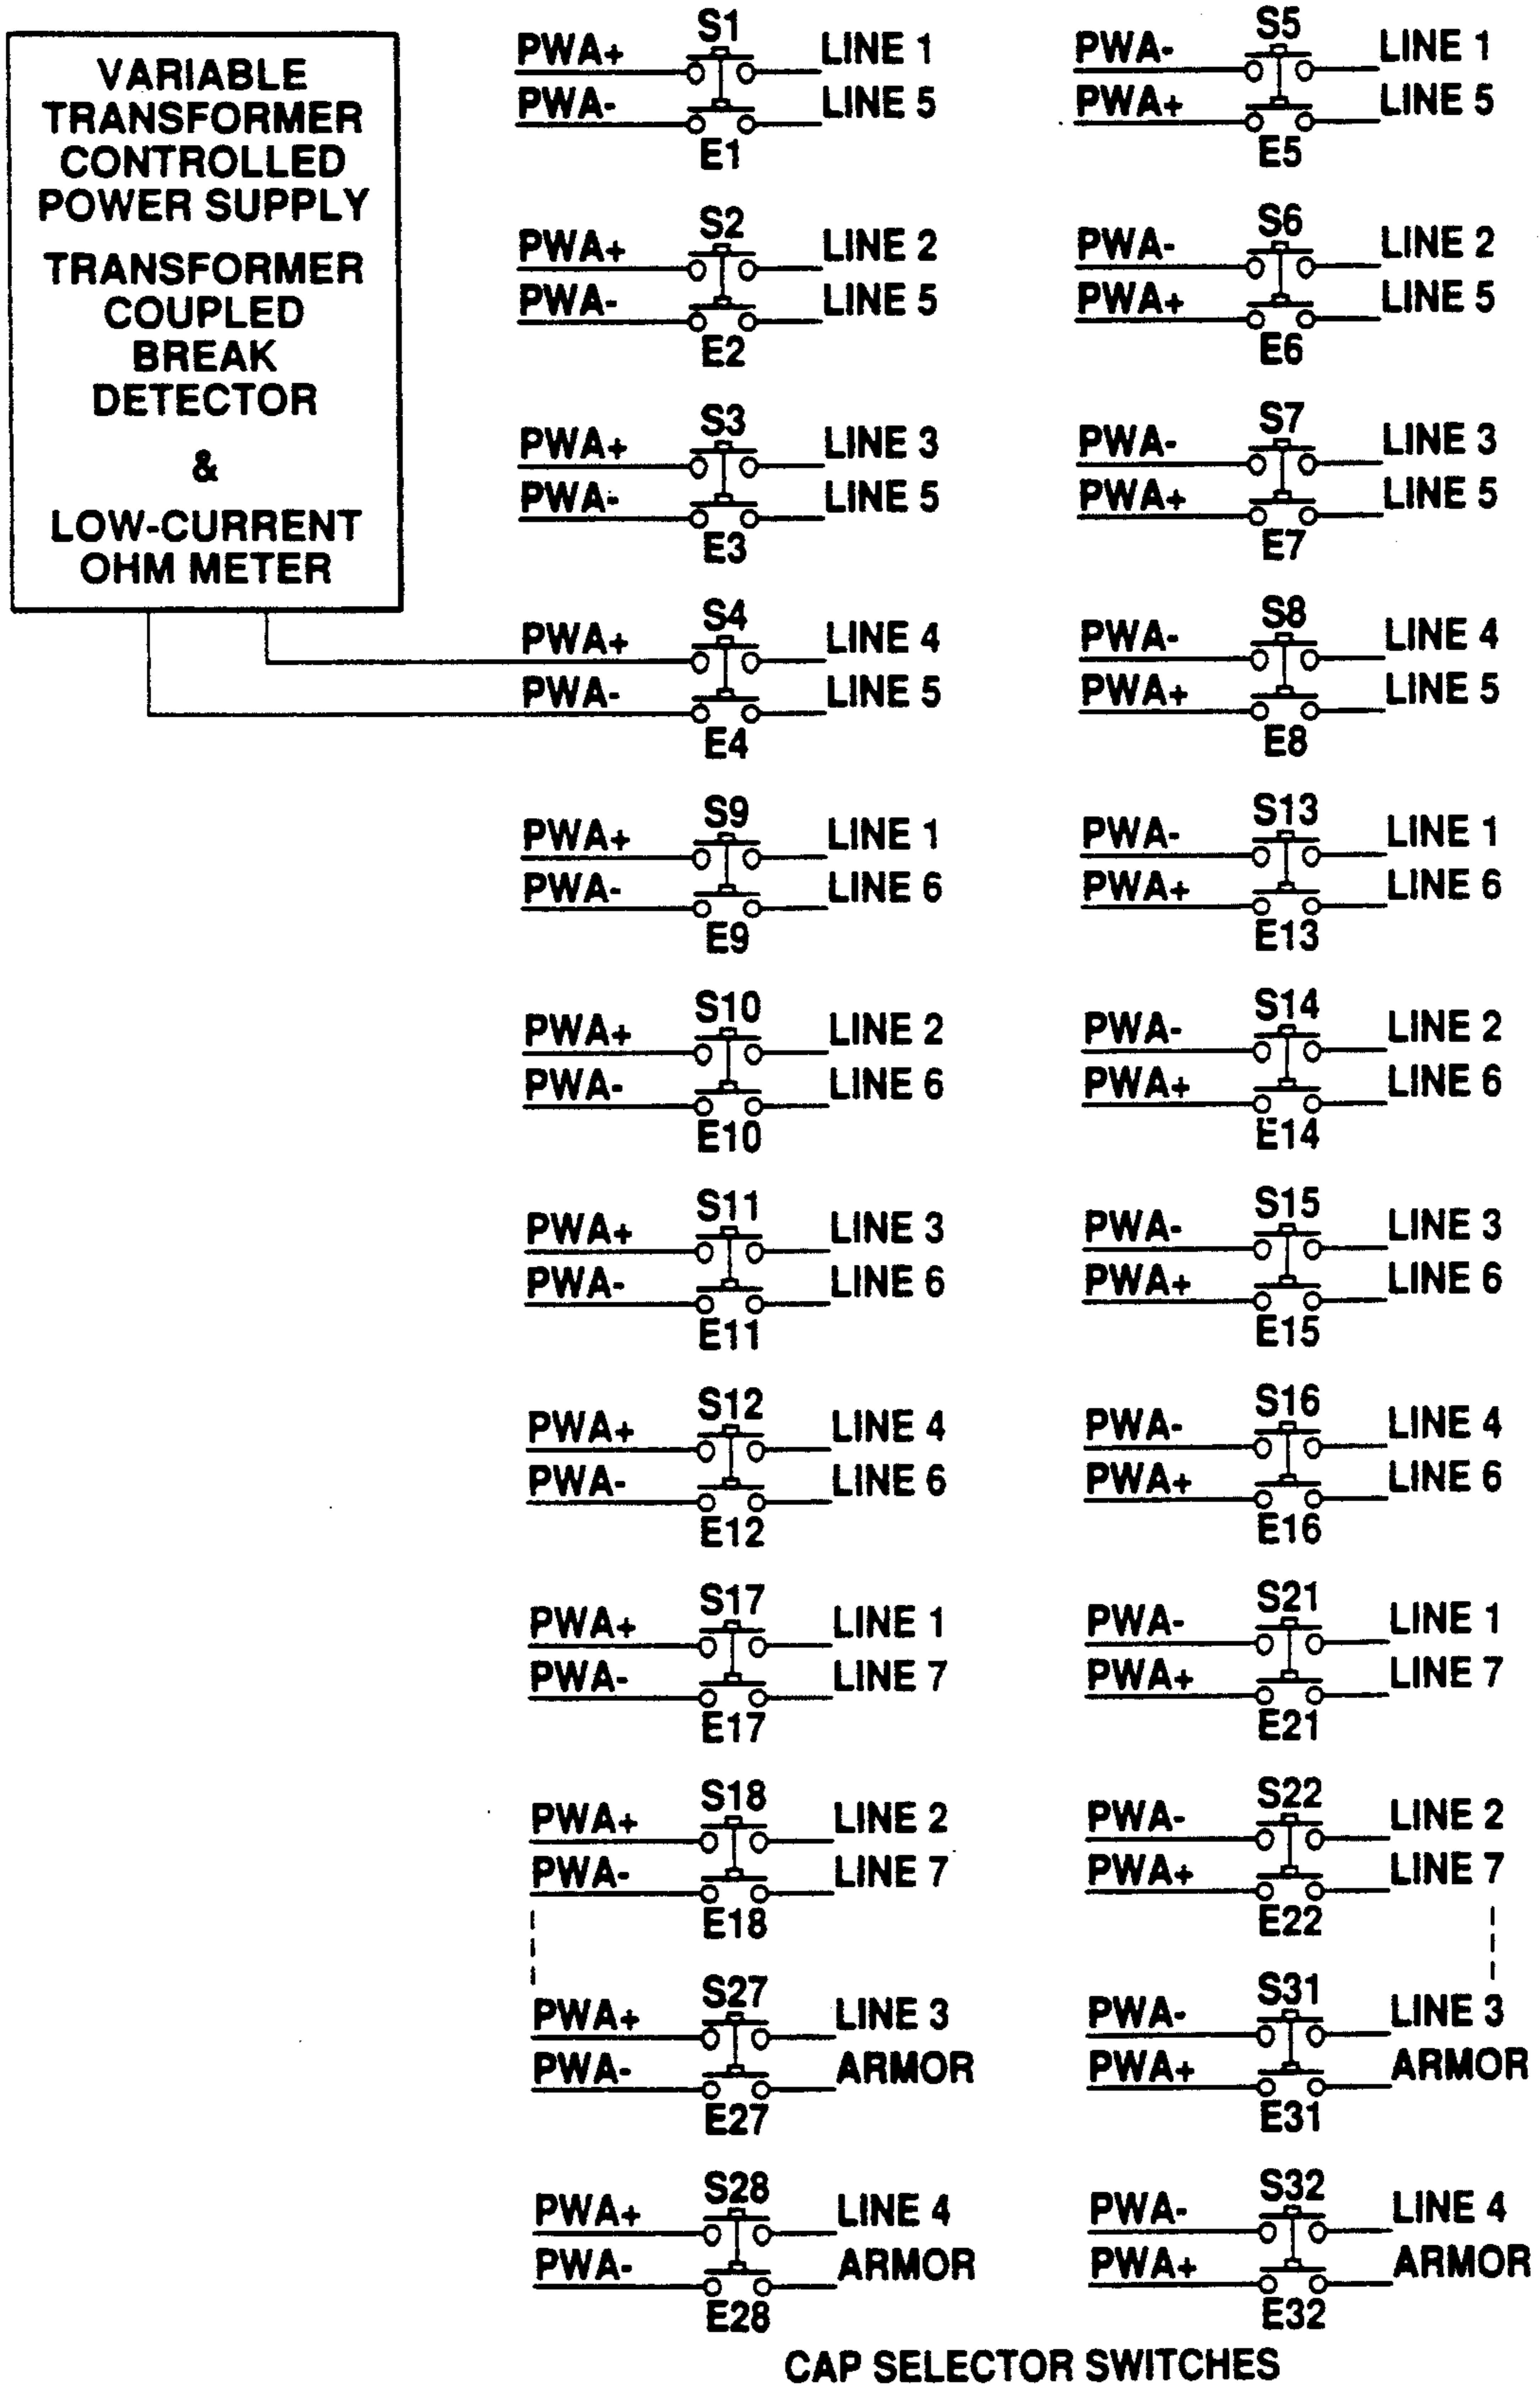 VARIABLE
TRANSFORMER
CONTROLLED
POWER SUPPLY
TRANSFORMER
COUPLED
BREAK
DETECTOR
&
LOW-CURRENT
OHM METER
S1
PWA+ LINE 1
PWA- LINE 5
E1
S2
PWA+ LINE 2
PWA- LINE 5
E2
S3
PWA+ LINE 3
PWA- LINE 5
E3
S4
PWA+ LINE 4
PWA- LINE 5
E4
S9
PWA+ LINE 1
PWA- LINE 6
E9
S10
PWA+ LINE 2
PWA- LINE 6
E10
S11
PWA+ LINE 3
PWA- LINE 6
E11
S12
PWA+ LINE 4
PWA- LINE 6
E12
S17
PWA+ LINE 1
PWA- LINE 7
E17
S18
PWA+ LINE 2
PWA- LINE 7
E18
S27
PWA+ LINE 3
PWA- ARMOR
E27
S28
PWA+ LINE 4
PWA- ARMOR
E28
S5
PWA- LINE 1
PWA+ LINE 5
E5
S6
PWA- LINE 2
PWA+ LINE 5
E6
S7
PWA- LINE 3
PWA+ LINE 5
E7
S8
PWA- LINE 4
PWA+ LINE 5
E8
S13
PWA- LINE 1
PWA+ LINE 6
E13
S14
PWA- LINE 2
PWA+ LINE 6
E14
S15
PWA- LINE 3
PWA+ LINE 6
E15
S16
PWA- LINE 4
PWA+ LINE 6
E16
S21
PWA- LINE 1
PWA+ LINE 7
E21
S22
PWA- LINE 2
PWA+ LINE 7
E22
S31
PWA- LINE 3
PWA+ ARMOR
E31
S32
PWA- LINE 4
PWA+ ARMOR
E32
CAP SELECTOR SWITCHES